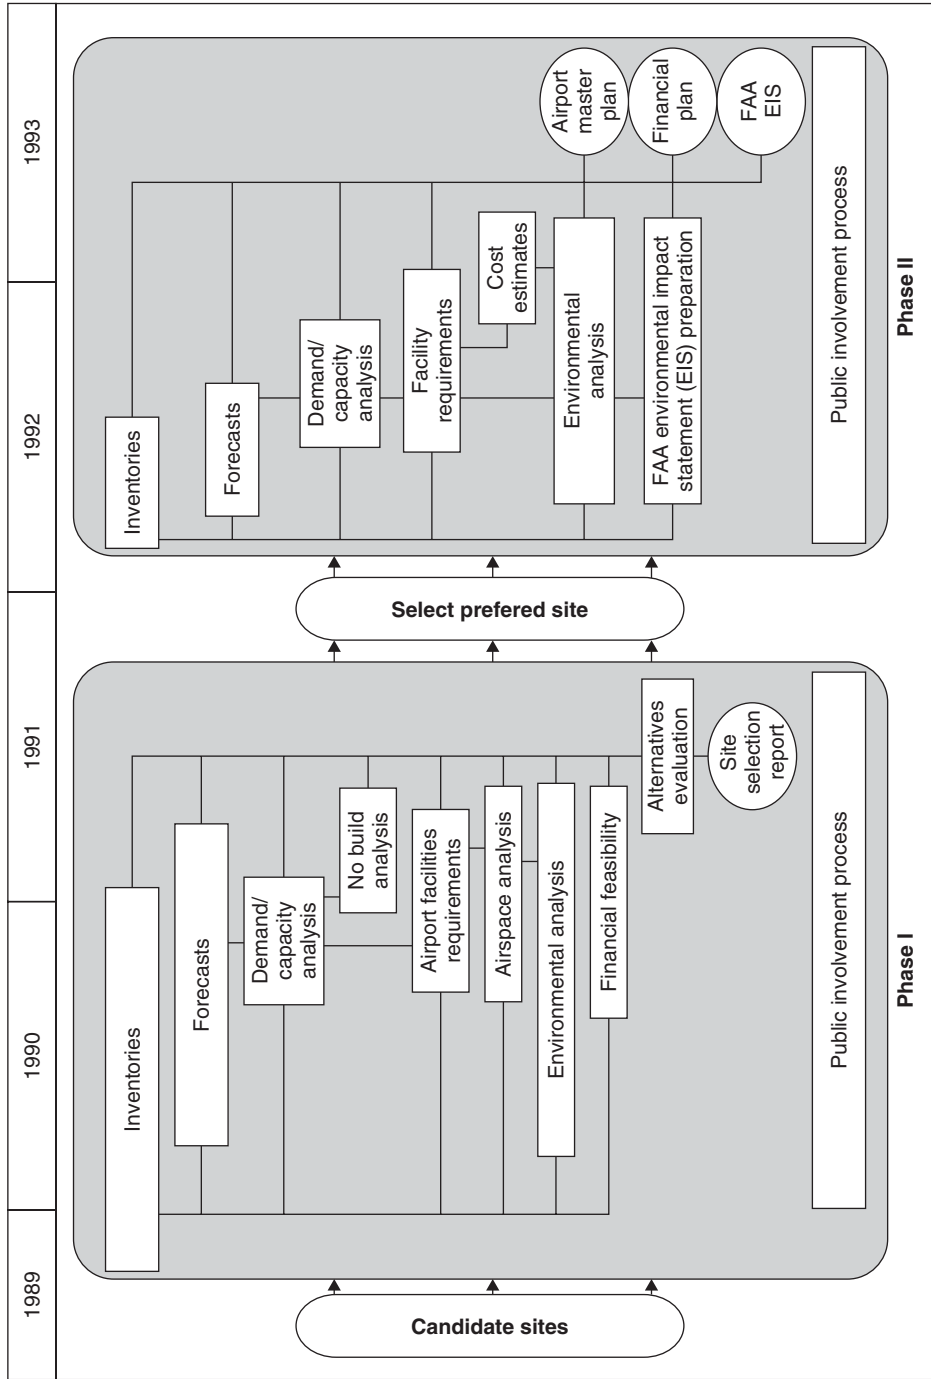 1989
1990
1991
1992
1993
Candidate sites
Inventories
Forecasts
Demand/
capacity
analysis
No build
analysis
Airport facilities
requirements
Airspace analysis
Environmental analysis
Financial feasibility
Alternatives
evaluation
Site
selection
report
Public involvement process
Phase I
Select prefered site
Inventories
Forecasts
Demand/
capacity
analysis
Facility
requirements
Cost
estimates
Environmental
analysis
FAA environmental impact
statement (EIS) preparation
Airport
master
plan
Financial
plan
FAA
EIS
Public involvement process
Phase II